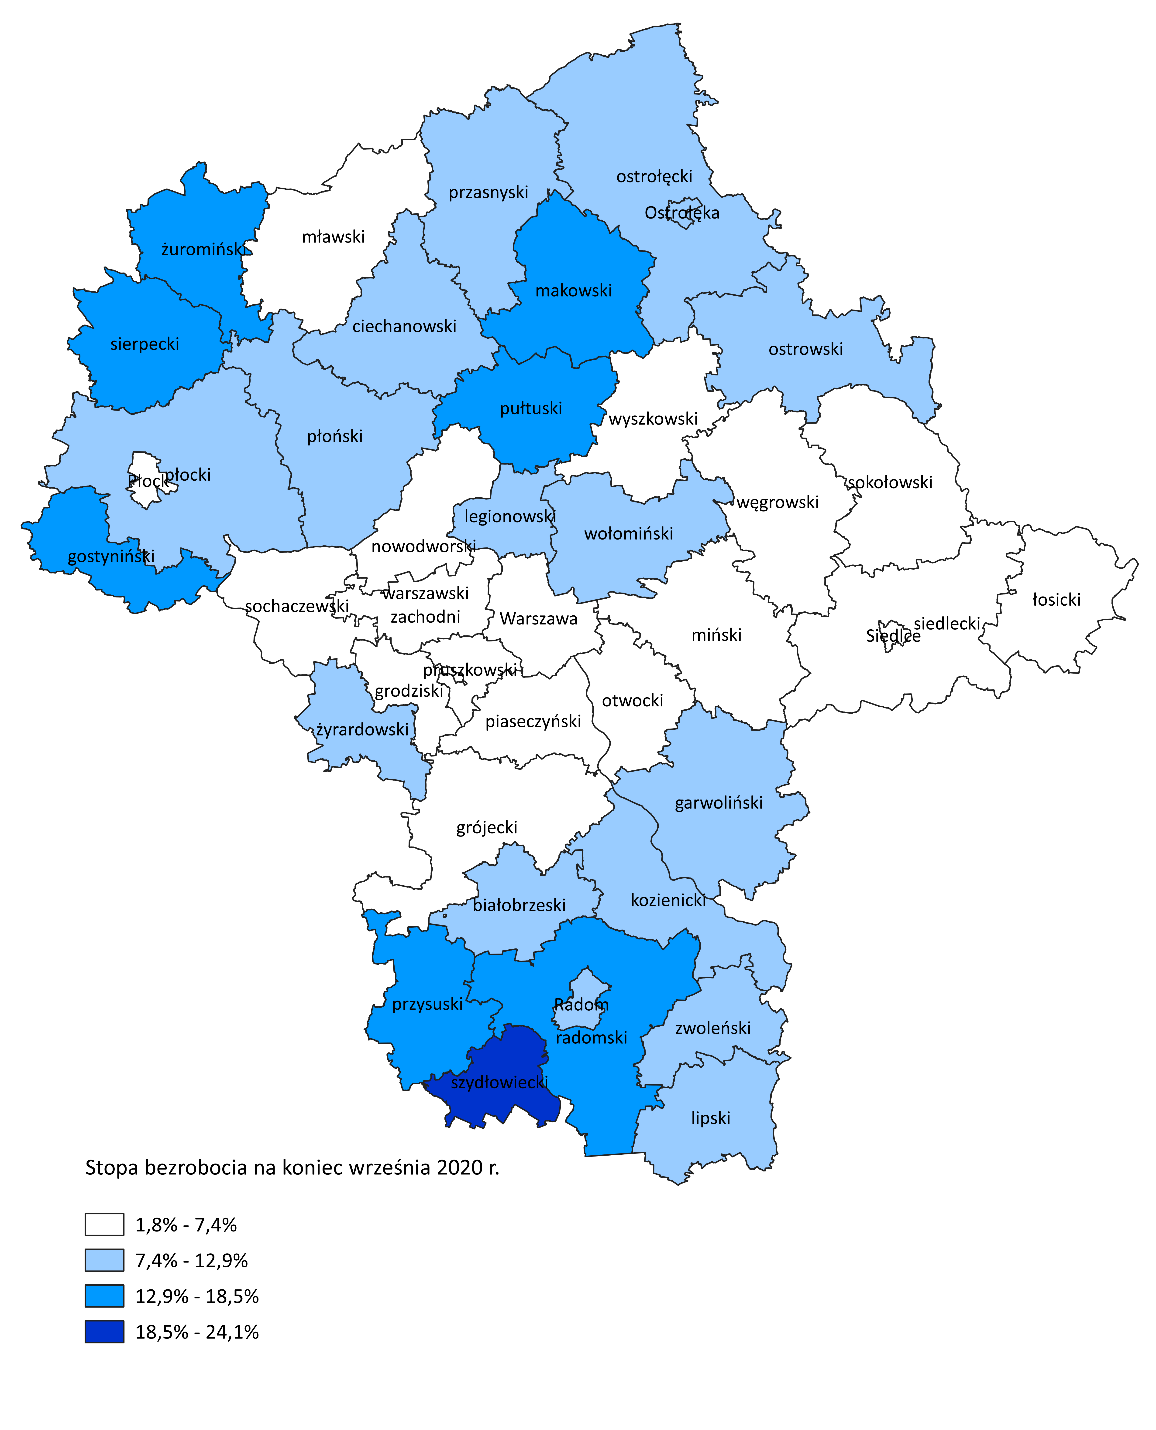 ostrołęcki
przasnyski
Ostrołęka
mławski
żuromiński
makowski
ciechanowski
sierpecki
ostrowski
pułtuski
wyszkowski
płoński
płocki
Płock
sokołowski
węgrowski
legionowski
wołomiński
nowodworski
gostyniński
warszawski
zachodni
sochaczewski
Warszawa
łosicki
siedlecki
Siedlce
miński
pruszkowski
grodziski
otwocki
piaseczyński
żyrardowski
garwoliński
grójecki
kozienicki
białobrzeski
przysuski
Radom
zwoleński
radomski
szydłowiecki
lipski
Stopa bezrobocia na koniec września 2020 r.
1,8% - 7,4%
7,4% - 12,9%
12,9% - 18,5%
18,5% - 24,1%